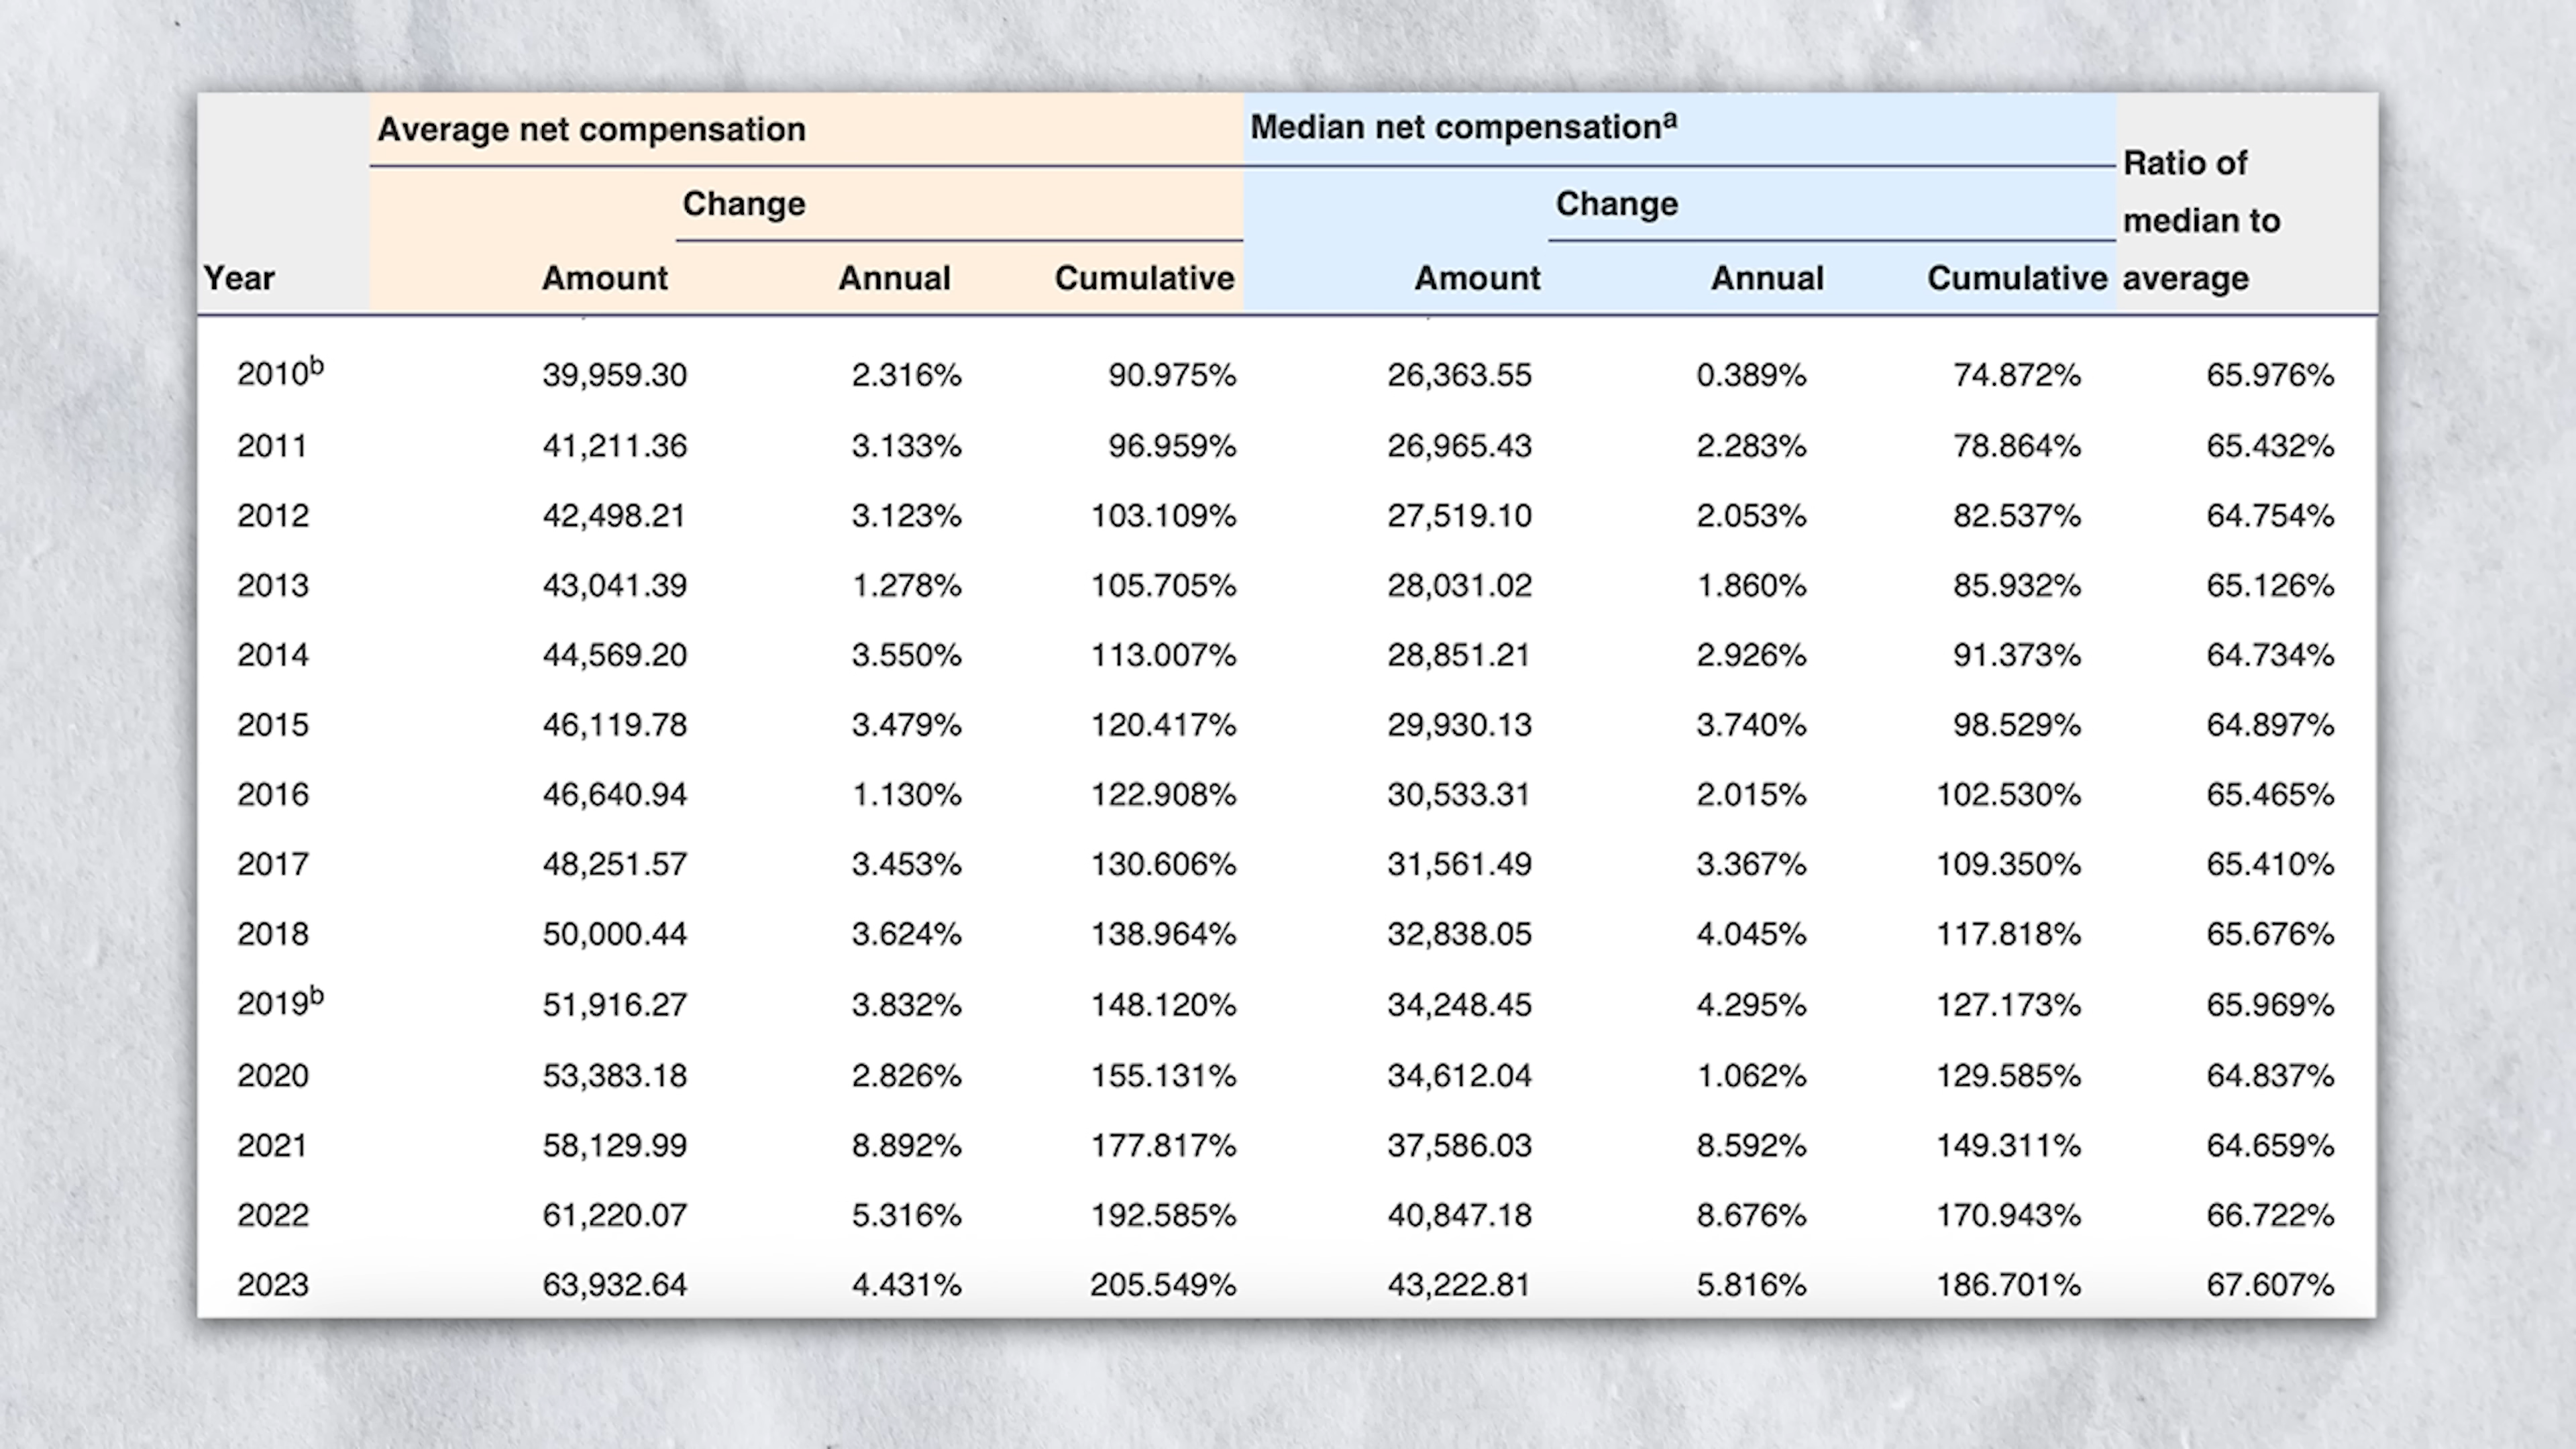 Average net compensation
Median net compensationa
Ratio of
Change
Change
median to
Year Amount Annual Cumulative Amount Annual Cumulative average
2010b 39,959.30 2.316% 90.975% 26,363.55 0.389% 74.872% 65.976%
2011 41,211.36 3.133% 96.959% 26,965.43 2.283% 78.864% 65.432%
2012 42,498.21 3.123% 103.109% 27,519.10 2.053% 82.537% 64.754%
2013 43,041.39 1.278% 105.705% 28,031.02 1.860% 85.932% 65.126%
2014 44,569.20 3.550% 113.007% 28,851.21 2.926% 91.373% 64.734%
2015 46,119.78 3.479% 120.417% 29,930.13 3.740% 98.529% 64.897%
2016 46,640.94 1.130% 122.908% 30,533.31 2.015% 102.530% 65.465%
2017 48,251.57 3.453% 130.606% 31,561.49 3.367% 109.350% 65.410%
2018 50,000.44 3.624% 138.964% 32,838.05 4.045% 117.818% 65.676%
2019b 51,916.27 3.832% 148.120% 34,248.45 4.295% 127.173% 65.969%
2020 53,383.18 2.826% 155.131% 34,612.04 1.062% 129.585% 64.837%
2021 58,129.99 8.892% 177.817% 37,586.03 8.592% 149.311% 64.659%
2022 61,220.07 5.316% 192.585% 40,847.18 8.676% 170.943% 66.722%
2023 63,932.64 4.431% 205.549% 43,222.81 5.816% 186.701% 67.607%